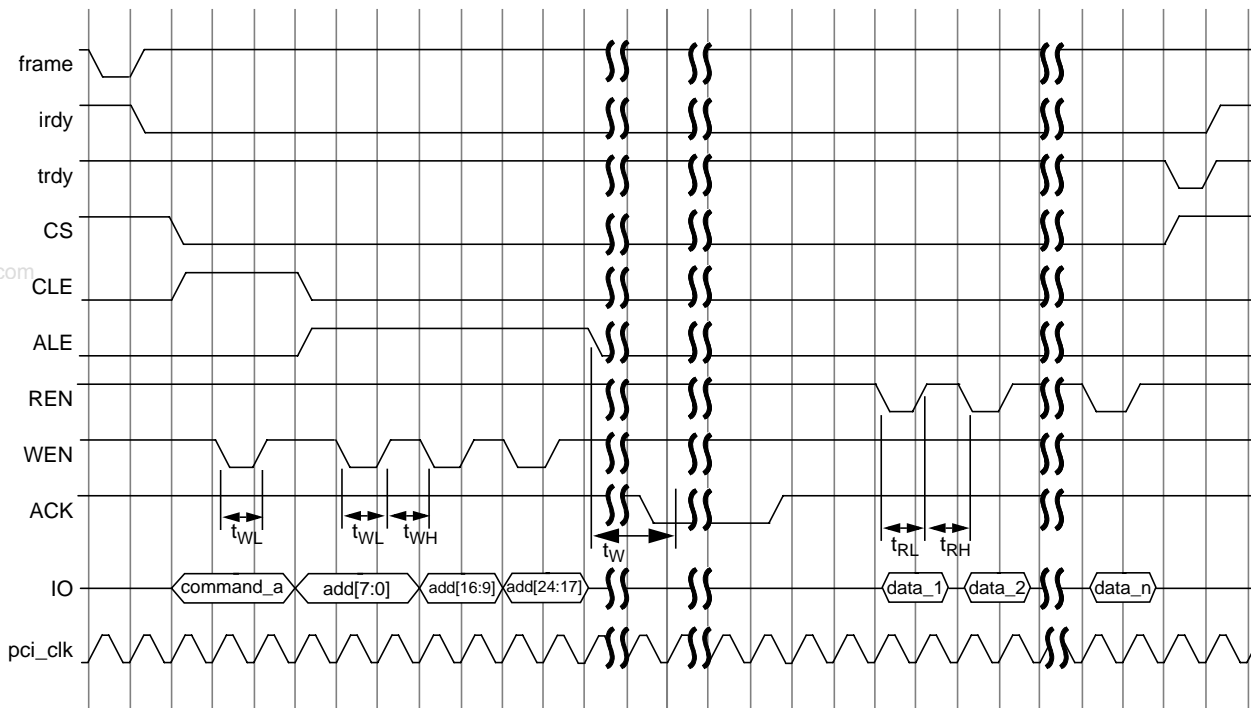 frame
irdy
trdy
CS
com
CLE
ALE
REN
WEN
ACK
tWL
tWL
tWH
tW
tRL
tRH
IO
command_a
add[7:0]
add[16:9]
add[24:17]
data_1
data_2
data_n
pci_clk